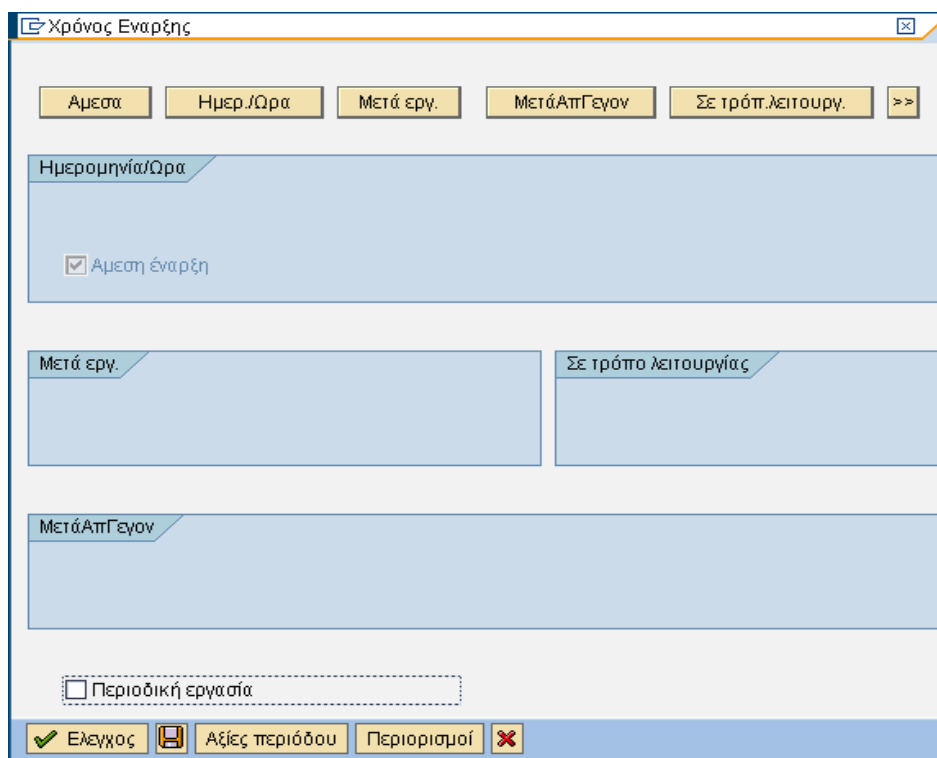 Χρόνος Εναρξης
Αμεσα Ημερ./Ωρα Μετά εργ. ΜετάΑπΓεγον Σε τρόπ.λειτουργ. >>
Ημερομηνία/Ωρα
Αμεση έναρξη
Μετά εργ. Σε τρόπο λειτουργίας
ΜετάΑπΓεγον
Περιοδική εργασία
Ελεγχος Αξίες περιόδου Περιορισμοί